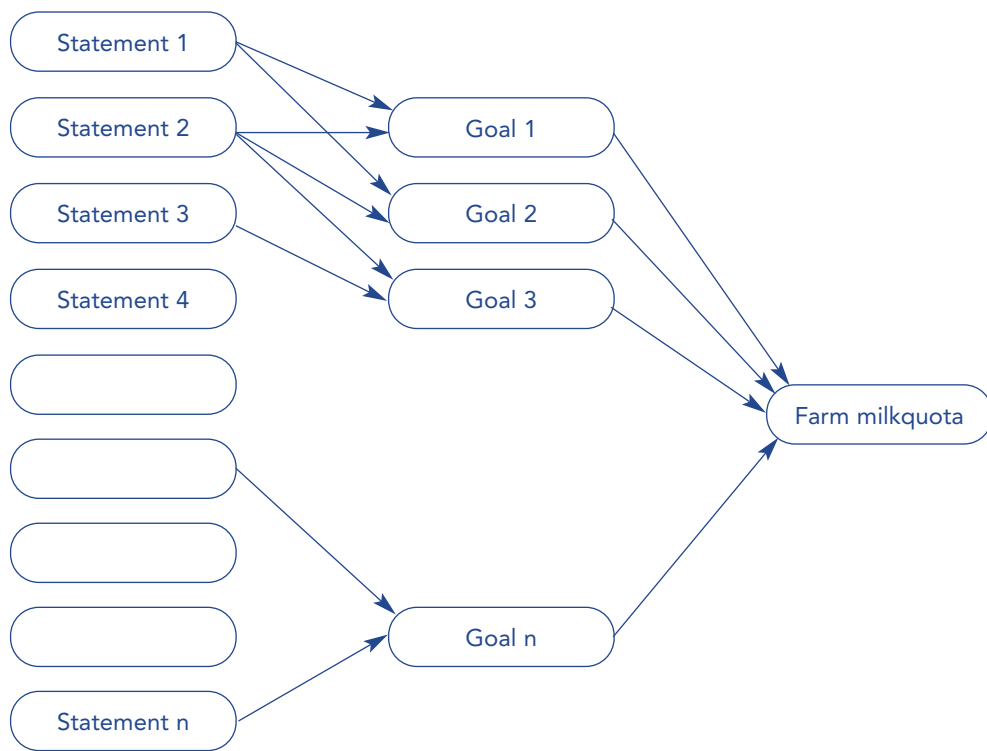 Statement 1
Statement 2
Statement 3
Statement 4
Statement n
Goal 1
Goal 2
Goal 3
Goal n
Farm milkquota